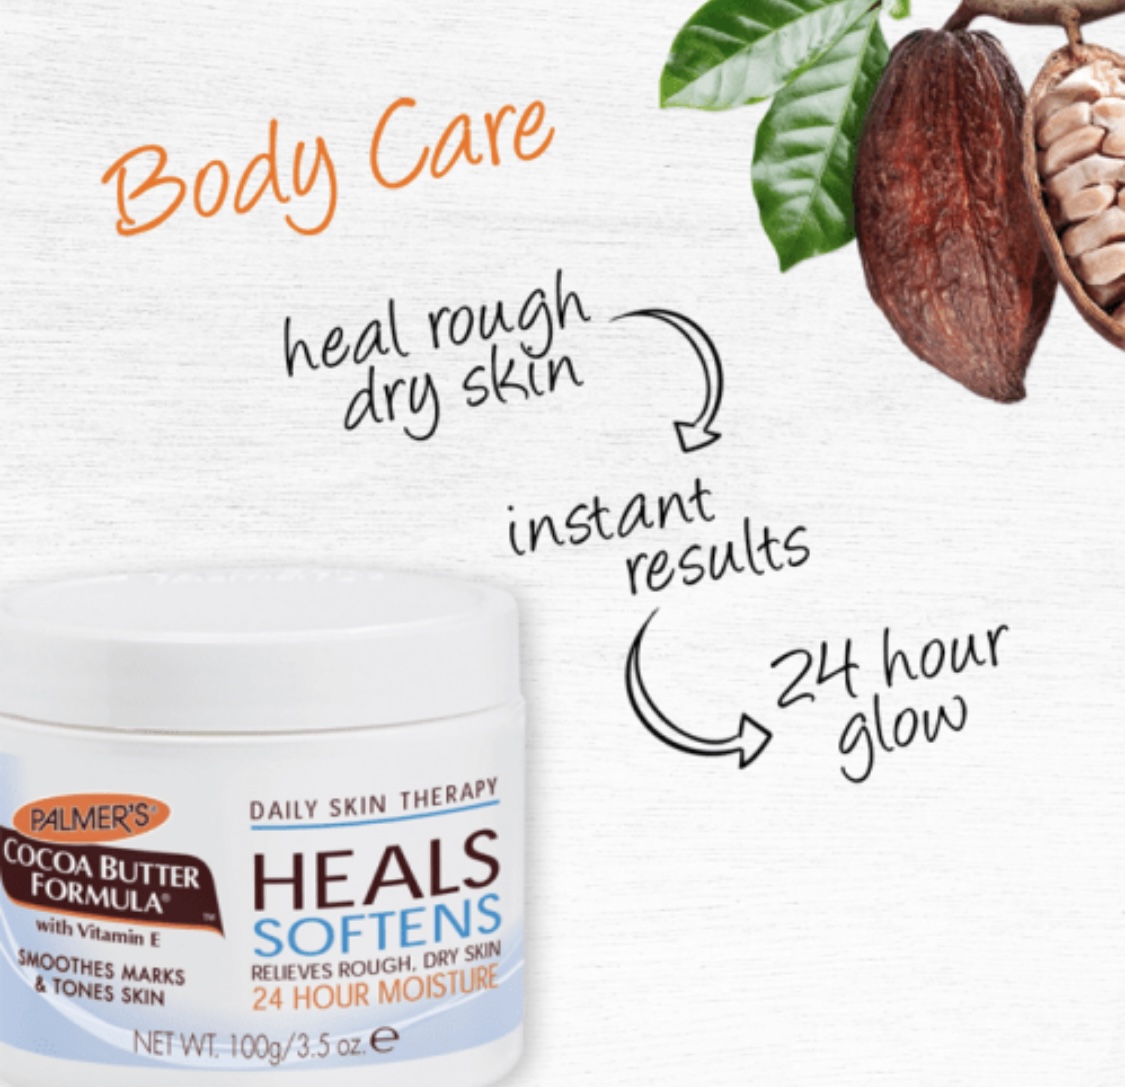 Body Care
heal rough
dry skin
instant
results
24 hour
glow
PALMER'S®
COCOA BUTTER
FORMULA®
™
with Vitamin E
SMOOTHES MARKS
& TONES SKIN
DAILY SKIN THERAPY
HEALS
SOFTENS
RELIEVES ROUGH, DRY SKIN
24 HOUR MOISTURE
NET WT. 100g/3.5 oz. e